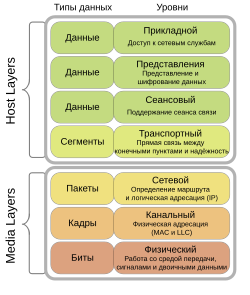 Типы данных
Уровни
Host Layers
Данные
Прикладной
Доступ к сетевым службам
Данные
Представления
Представление и
шифрование данных
Данные
Сеансовый
Поддержание сеанса связи
Сегменты
Транспортный
Прямая связь между
конечными пунктами и надежность
Media Layers
Пакеты
Сетевой
Определение маршрута
и логическая адресация (IP)
Кадры
Канальный
Физическая адресация
(MAC и LLC)
Биты
Физический
Работа со средой передачи,
сигналами и двоичными данными